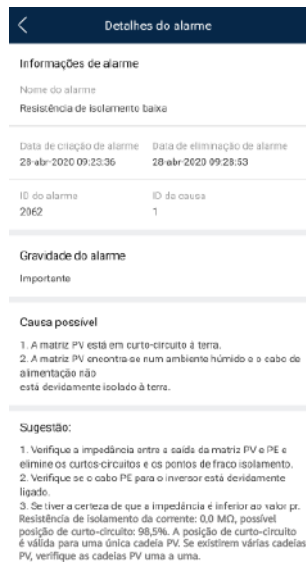 Detalhes do alarme
Informações de alarme
Nome do alarme
Resistência de isolamento baixa
Data de criação de alarme Data de eliminação de alarme
28-abr-2020 09:23:36 28-abr-2020 09:28:53
ID do alarme ID de causa
2062 1
Gravidade do alarme
Importante
Causa possível
1. A matriz PV está em curto-circuito à terra.
2. A matriz PV encontra-se num ambiente húmido e o cabo de
alimentação não
está devidamente isolado à terra.
Sugestão:
1. Verifique a impedância entre a saída da matriz PV e PE e
elimine os curtos-circuitos e os pontos de fraco isolamento.
2. Verifique se o cabo PE para o inversor está devidamente
ligado.
3. Se tiver a certeza de que a impedância é inferior ao valor pr.
Resistência de isolamento da corrente: 0,0 MΩ, possível
posição de curto-circuito: 98,5%. A posição de curto-circuito
é válida para uma única cadeia PV. Se existirem várias cadeias
PV, verifique as cadeias PV uma a uma.